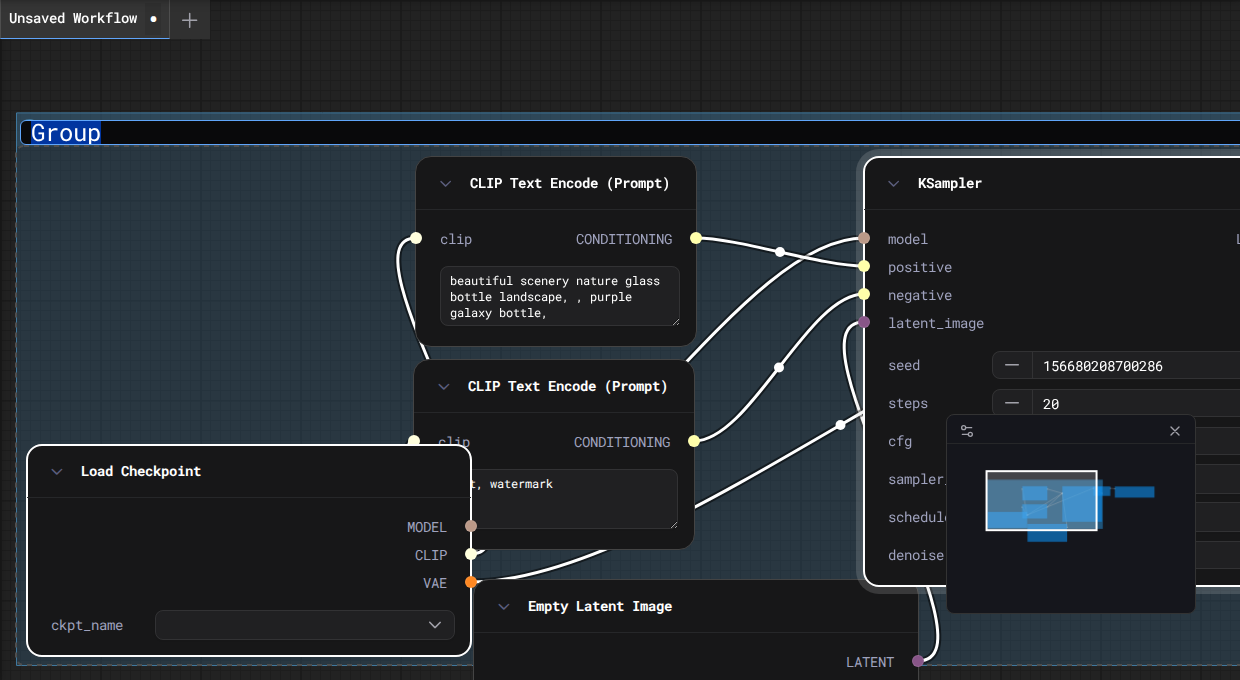 Unsaved Workflow
Group
CLIP Text Encode (Prompt)
clip
CONDITIONING
beautiful scenery nature glass
bottle landscape, , purple
galaxy bottle,
CLIP Text Encode (Prompt)
clip
CONDITIONING
t, watermark
Load Checkpoint
MODEL
CLIP
VAE
ckpt_name
Empty Latent Image
LATENT
KSampler
model
positive
negative
latent_image
seed
156680208700286
steps
20
cfg
sampler_
schedule
denoise